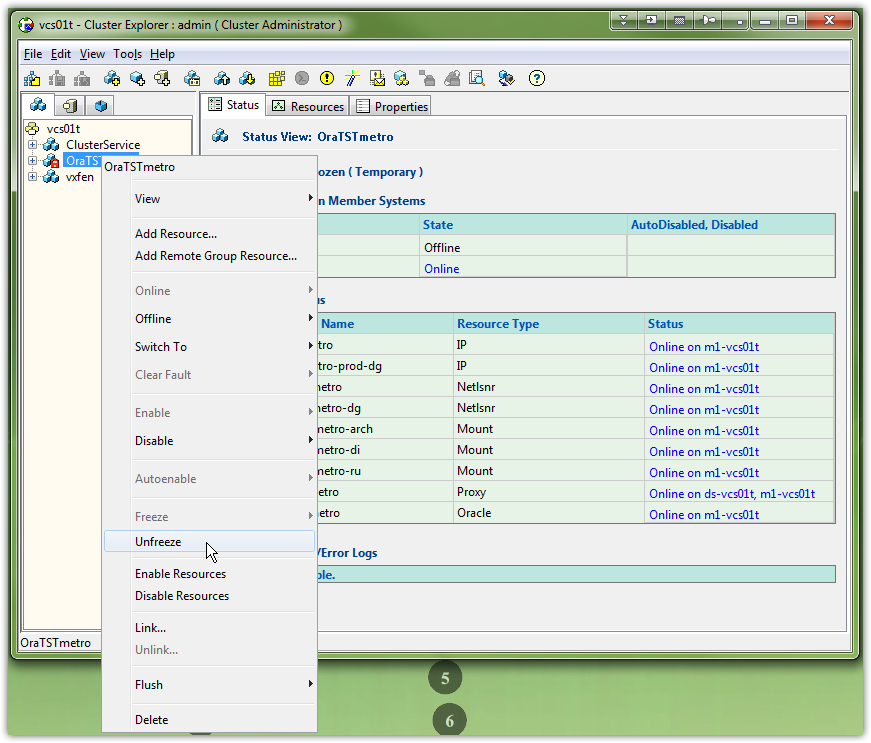 vcs01t - Cluster Explorer : admin ( Cluster Administrator )
File Edit View Tools Help
Status Resources Properties
vcs01t
ClusterService
OraTST
vxfen
Status View: OraTSTmetro
ozen ( Temporary )
n Member Systems
State AutoDisabled, Disabled
Offline
Online
us
Name Resource Type Status
tro IP Online on m1-vcs01t
tro-prod-dg IP Online on m1-vcs01t
metro Netlsnr Online on m1-vcs01t
metro-dg Netlsnr Online on m1-vcs01t
metro-arch Mount Online on m1-vcs01t
metro-di Mount Online on m1-vcs01t
metro-ru Mount Online on m1-vcs01t
etro Proxy Online on ds-vcs01t, m1-vcs01t
etro Oracle Online on m1-vcs01t
/Error Logs
ble.
OraTSTmetro
View
Add Resource...
Add Remote Group Resource...
Online
Offline
Switch To
Clear Fault
Enable
Disable
Autoenable
Freeze
Unfreeze
Enable Resources
Disable Resources
Link...
Unlink...
Flush
Delete
OraTSTmetro
5
6